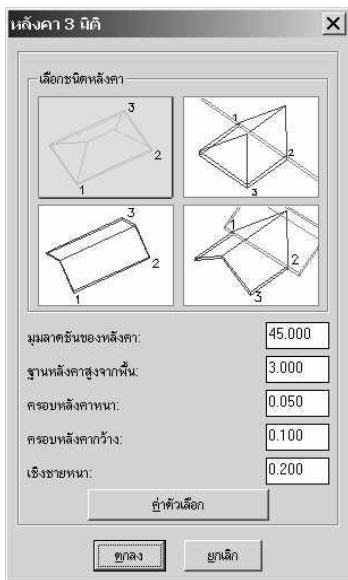 หลังคา 3 มิติ
เลือกชนิดหลังคา
3
2
1
1
2
3
3
2
1
1
2
3
มุมลาดชันของหลังคา: 45.000
ฐานหลังคาสูงจากพื้น: 3.000
ครอบหลังคาหนา: 0.050
ครอบหลังคากว้าง: 0.100
เชิงชายหนา: 0.200
ค่าตัวเลือก
ตกลง ยกเลิก